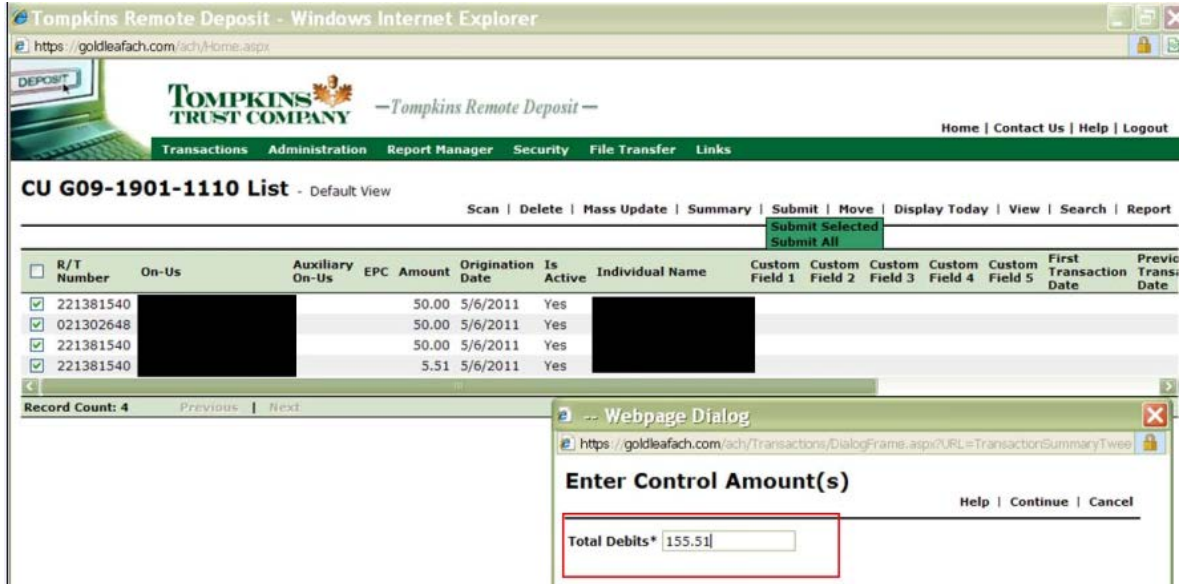 Tompkins Remote Deposit - Windows Internet Explorer
https://goldleafach.com/ach/Home.aspx
DEPOSIT
TOMPKINS
TRUST COMPANY
—Tompkins Remote Deposit—
Home | Contact Us | Help | Logout
Transactions Administration Report Manager Security File Transfer Links
CU G09-1901-1110 List - Default View
Scan | Delete | Mass Update | Summary | Submit | Move | Display Today | View | Search | Report
Submit Selected
Submit All
R/T Number On-Us Auxiliary On-Us EPC Amount Origination Date Is Active Individual Name Custom Field 1 Custom Field 2 Custom Field 3 Custom Field 4 Custom Field 5 First Transaction Date Previc Transa Date
221381540 50.00 5/6/2011 Yes
021302648 50.00 5/6/2011 Yes
221381540 50.00 5/6/2011 Yes
221381540 5.51 5/6/2011 Yes
Record Count: 4 Previous | Next
-- Webpage Dialog
https://goldleafach.com/ach/Transactions/DialogFrame.aspx?URL=TransactionSummaryTwee
Enter Control Amount(s)
Help | Continue | Cancel
Total Debits* 155.51